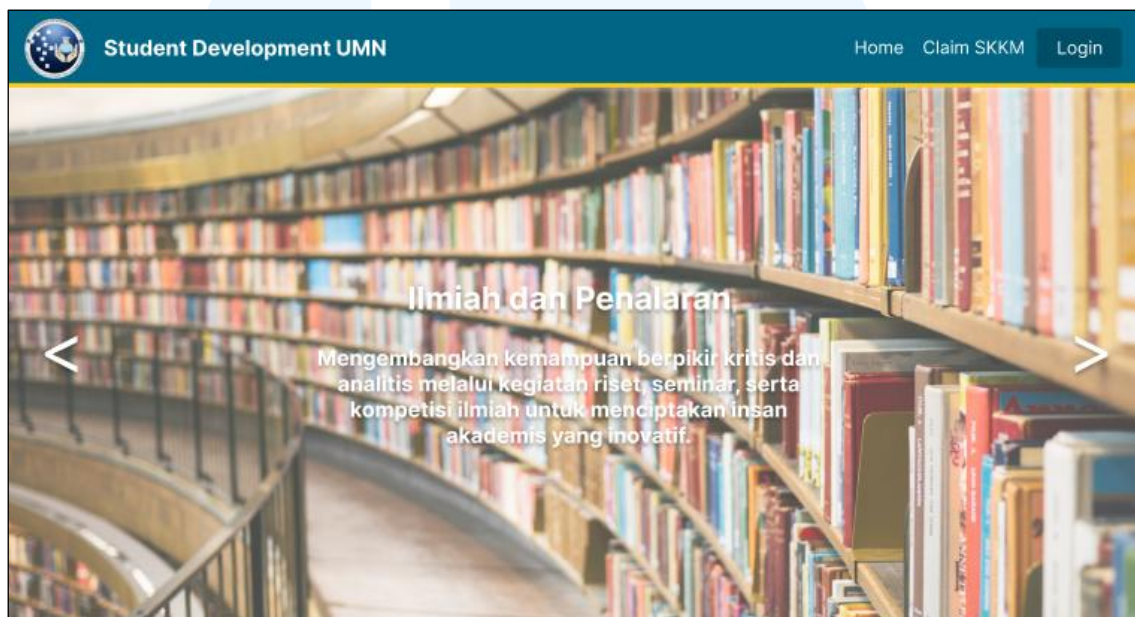 Student Development UMN
Home Claim SKKM Login
Ilmiah dan Penalaran
< >
Mengembangkan kemampuan berpikir kritis dan
analitis melalui kegiatan riset, seminar, serta
kompetisi ilmiah untuk menciptakan insan
akademis yang inovatif.